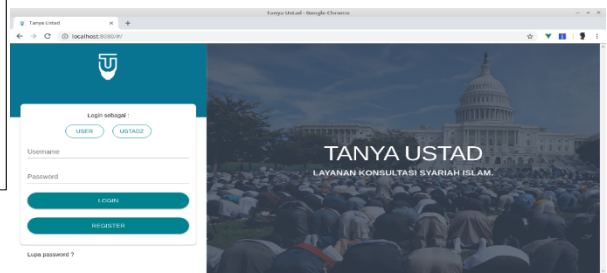 Tanya Ustad - Google Chrome
Tanya Ustad
localhost:8080/#/
Login sebagai :
USER
USTADZ
Username
Password
LOGIN
REGISTER
Lupa password ?
TANYA USTAD
LAYANAN KONSULTASI SYARIAH ISLAM.